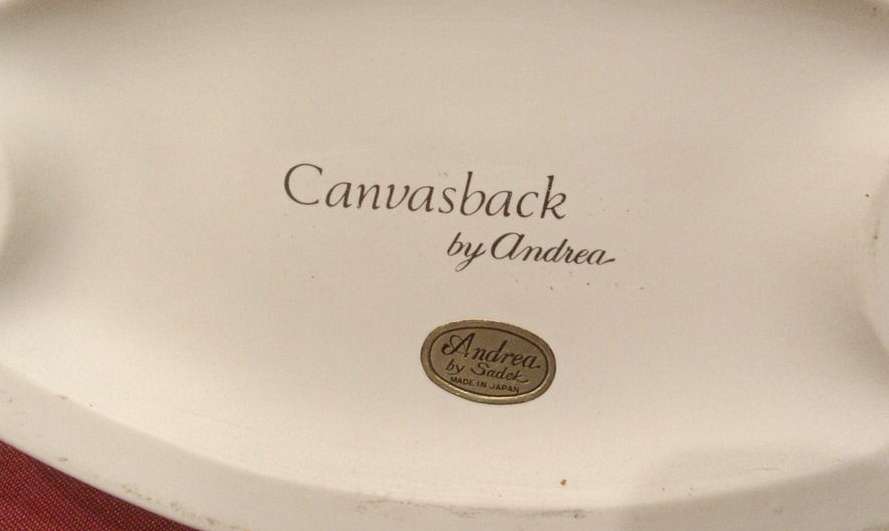 Canvasback
by Andrea
Andrea
by Sadek
MADE IN JAPAN